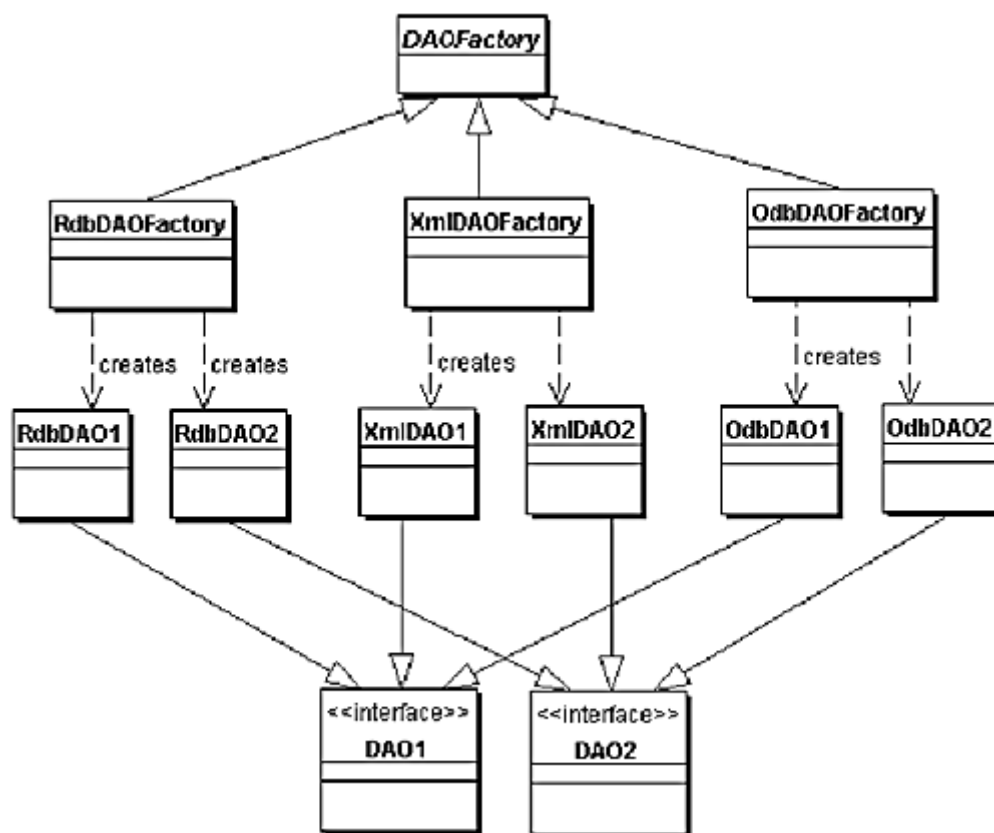 DAOFactory
RdbDAOFactory
XmlDAOFactory
OdbDAOFactory
creates
creates
creates
creates
RdbDAO1
RdbDAO2
XmlDAO1
XmlDAO2
OdbDAO1
OdbDAO2
<<interface>>
DAO1
<<interface>>
DAO2